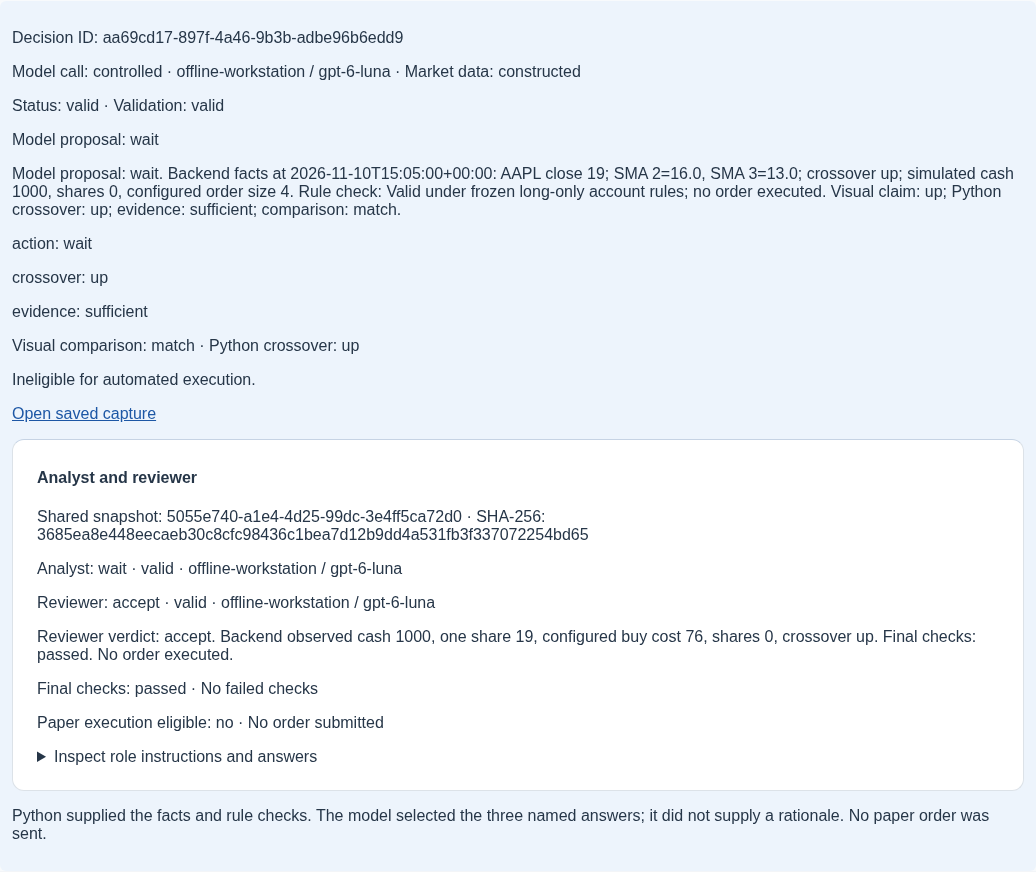 Decision ID: aa69cd17-897f-4a46-9b3b-adbe96b6edd9
Model call: controlled · offline-workstation / gpt-6-luna · Market data: constructed
Status: valid · Validation: valid
Model proposal: wait
Model proposal: wait. Backend facts at 2026-11-10T15:05:00+00:00: AAPL close 19; SMA 2=16.0, SMA 3=13.0; crossover up; simulated cash
1000, shares 0, configured order size 4. Rule check: Valid under frozen long-only account rules; no order executed. Visual claim: up; Python
crossover: up; evidence: sufficient; comparison: match.
action: wait
crossover: up
evidence: sufficient
Visual comparison: match · Python crossover: up
Ineligible for automated execution.
Open saved capture
Analyst and reviewer
Shared snapshot: 5055e740-a1e4-4d25-99dc-3e4ff5ca72d0 · SHA-256:
3685ea8e448eecaeb30c8cfc98436c1bea7d12b9dd4a531fb3f337072254bd65
Analyst: wait · valid · offline-workstation / gpt-6-luna
Reviewer: accept · valid · offline-workstation / gpt-6-luna
Reviewer verdict: accept. Backend observed cash 1000, one share 19, configured buy cost 76, shares 0, crossover up. Final checks:
passed. No order executed.
Final checks: passed · No failed checks
Paper execution eligible: no · No order submitted
Inspect role instructions and answers
Python supplied the facts and rule checks. The model selected the three named answers; it did not supply a rationale. No paper order was
sent.